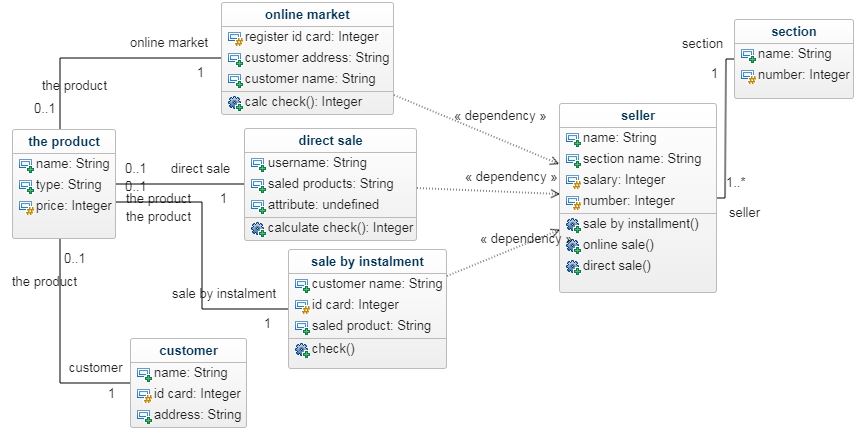 online market
register id card: Integer
customer address: String
customer name: String
calc check(): Integer
online market
1
the product
0..1
the product
name: String
type: String
price: Integer
0..1
direct sale
0..1
the product
1
the product
direct sale
username: String
saled products: String
attribute: undefined
calculate check(): Integer
sale by instalment
customer name: String
id card: Integer
saled product: String
check()
sale by instalment
1
0..1
the product
customer
1
customer
name: String
id card: Integer
address: String
« dependency »
« dependency »
« dependency »
seller
name: String
section name: String
salary: Integer
number: Integer
sale by installment()
online sale()
direct sale()
section
1
1..*
seller
section
name: String
number: Integer